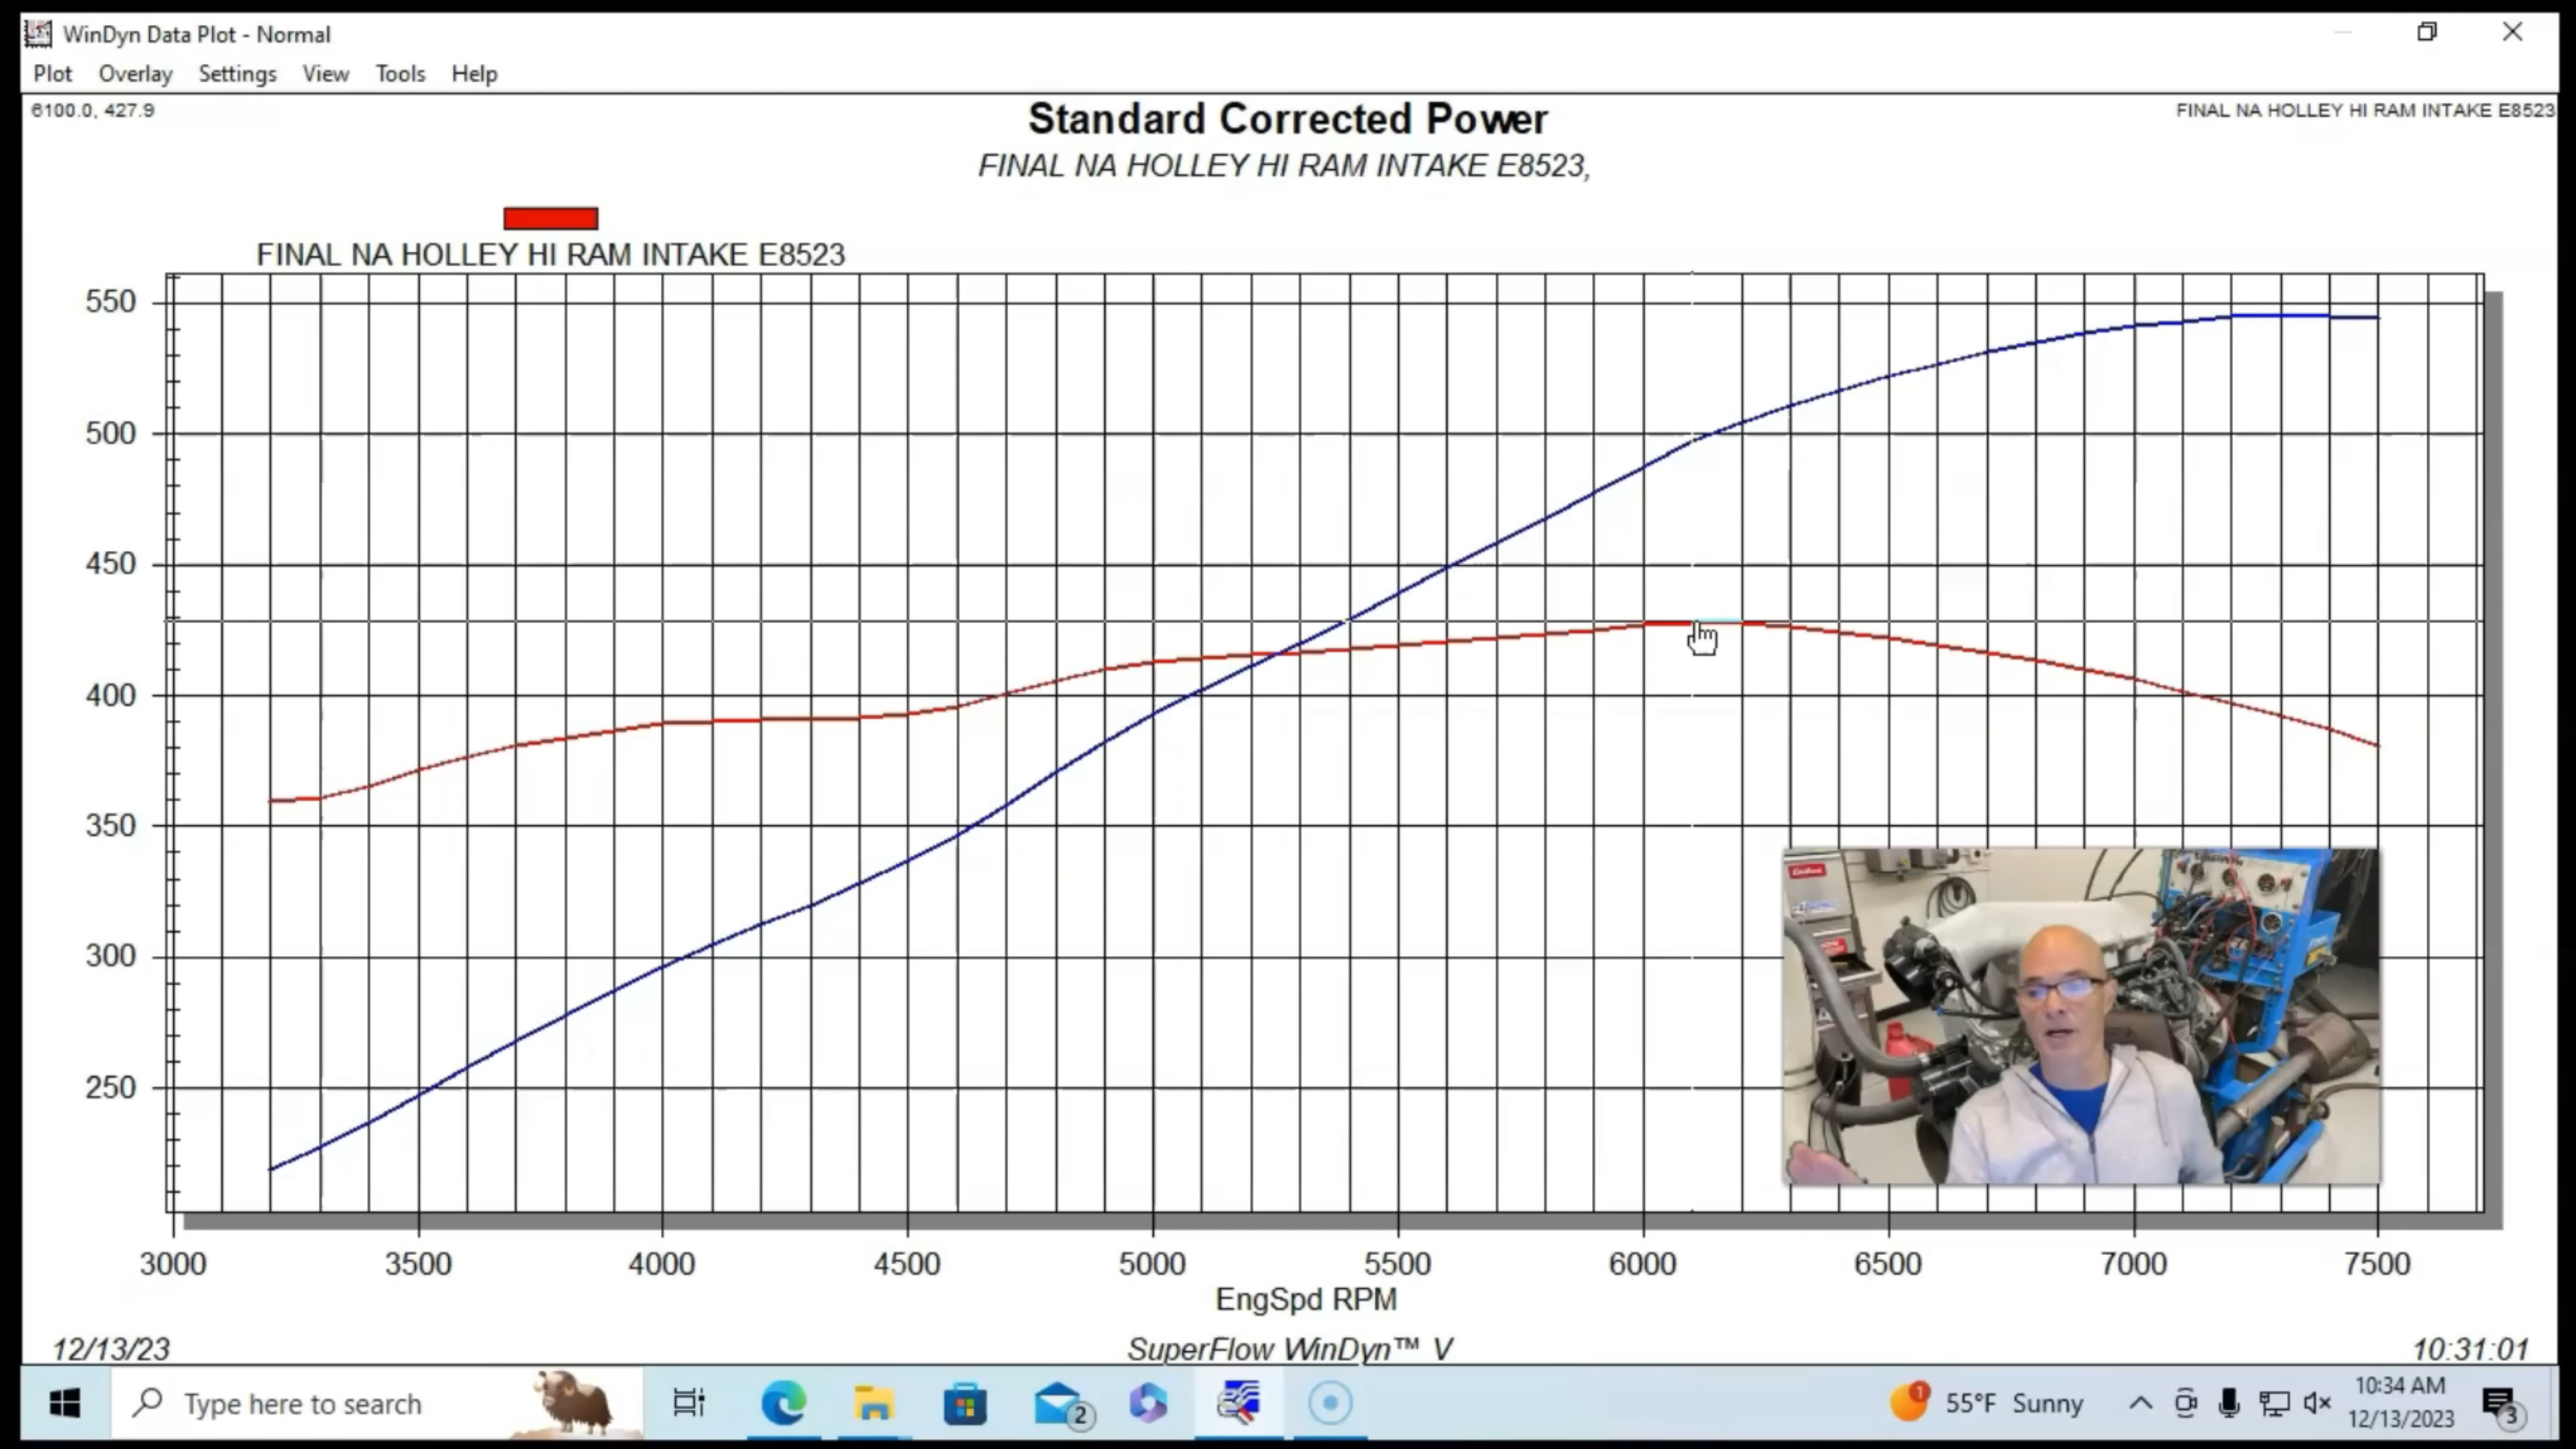 WinDyn Data Plot - Normal
Plot Overlay Settings View Tools Help
6100.0, 427.9
Standard Corrected Power
FINAL NA HOLLEY HI RAM INTAKE E8523
FINAL NA HOLLEY HI RAM INTAKE E8523,
FINAL NA HOLLEY HI RAM INTAKE E8523
550
500
450
400
350
300
250
3000 3500 4000 4500 5000 5500 6000 6500 7000 7500
EngSpd RPM
12/13/23
SuperFlow WinDyn™ V
10:31:01
Type here to search
2
1
55°F Sunny
10:34 AM
12/13/2023
3